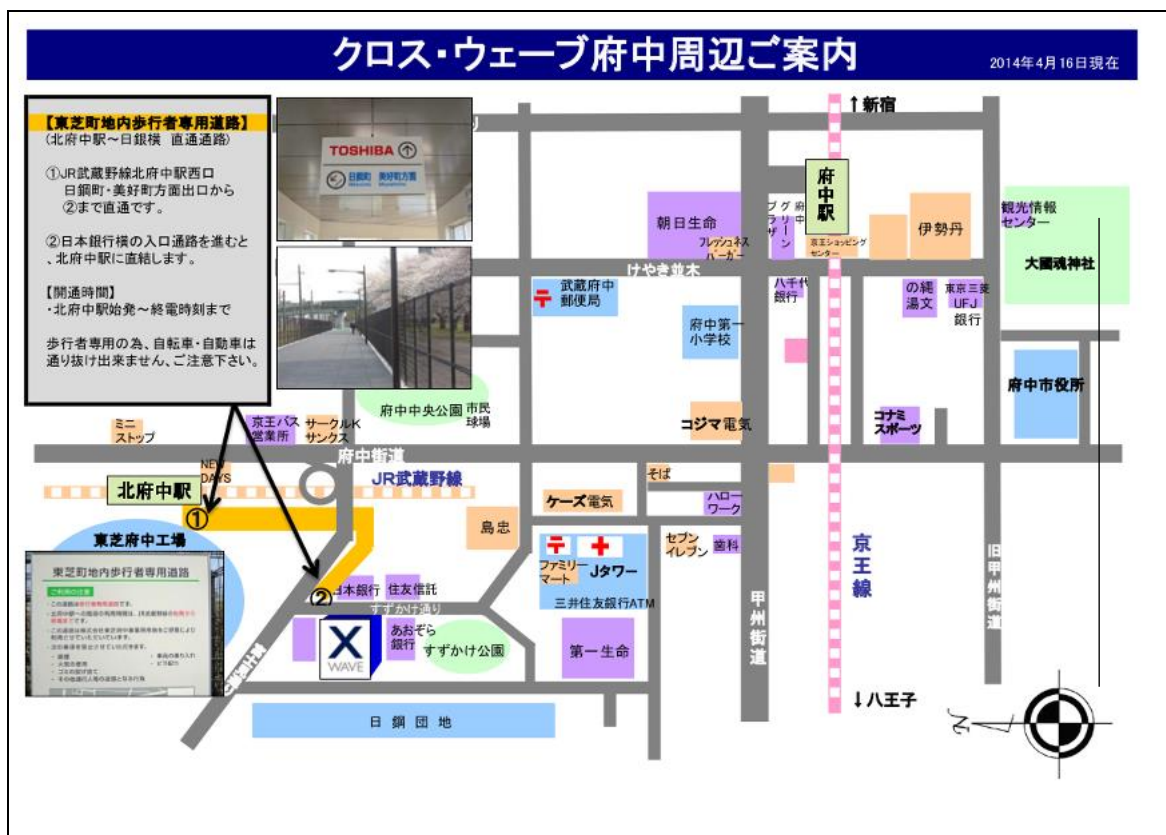 クロス・ウェーブ府中周辺ご案内
2014年4月16日現在
【東芝町地内歩行者専用道路】
(北府中駅～日銀横 直通通路)
①JR武蔵野線北府中駅西口
日鋼町・美好町方面出口から
②まで直通です。
②日本銀行横の入口通路を進むと
、北府中駅に直結します。
【開通時間】
・北府中駅始発～終電時刻まで
歩行者専用の為、自転車・自動車は
通り抜け出来ません、ご注意下さい。
TOSHIBA
日鋼町 美好町方面
↑新宿
府中駅
朝日生命
フレッシュネス
バーガー
府中
グリーン
プラザ
京王ショッピング
センター
伊勢丹
観光情報
センター
大國魂神社
けやき並木
武蔵府中
郵便局
八千代
銀行
の縄
湯文
東京三菱
UFJ
銀行
府中第一
小学校
府中市役所
府中中央公園
市民
球場
コジマ電気
コナミ
スポーツ
ミニ
ストップ
京王バス
営業所
サークルK
サンクス
府中街道
NEW
DAYS
JR武蔵野線
北府中駅
①
そば
ケーズ電気
ハロー
ワーク
島忠
東芝府中工場
セブン
イレブン
歯科
ファミリー
マート
Jタワー
三井住友銀行ATM
京王線
旧甲州街道
甲州街道
東芝町地内歩行者専用道路
ご利用の注意
②
日本銀行
住友信託
すずかけ通り
X
WAVE
あおぞら
銀行
すずかけ公園
第一生命
↓八王子
日鋼団地
N